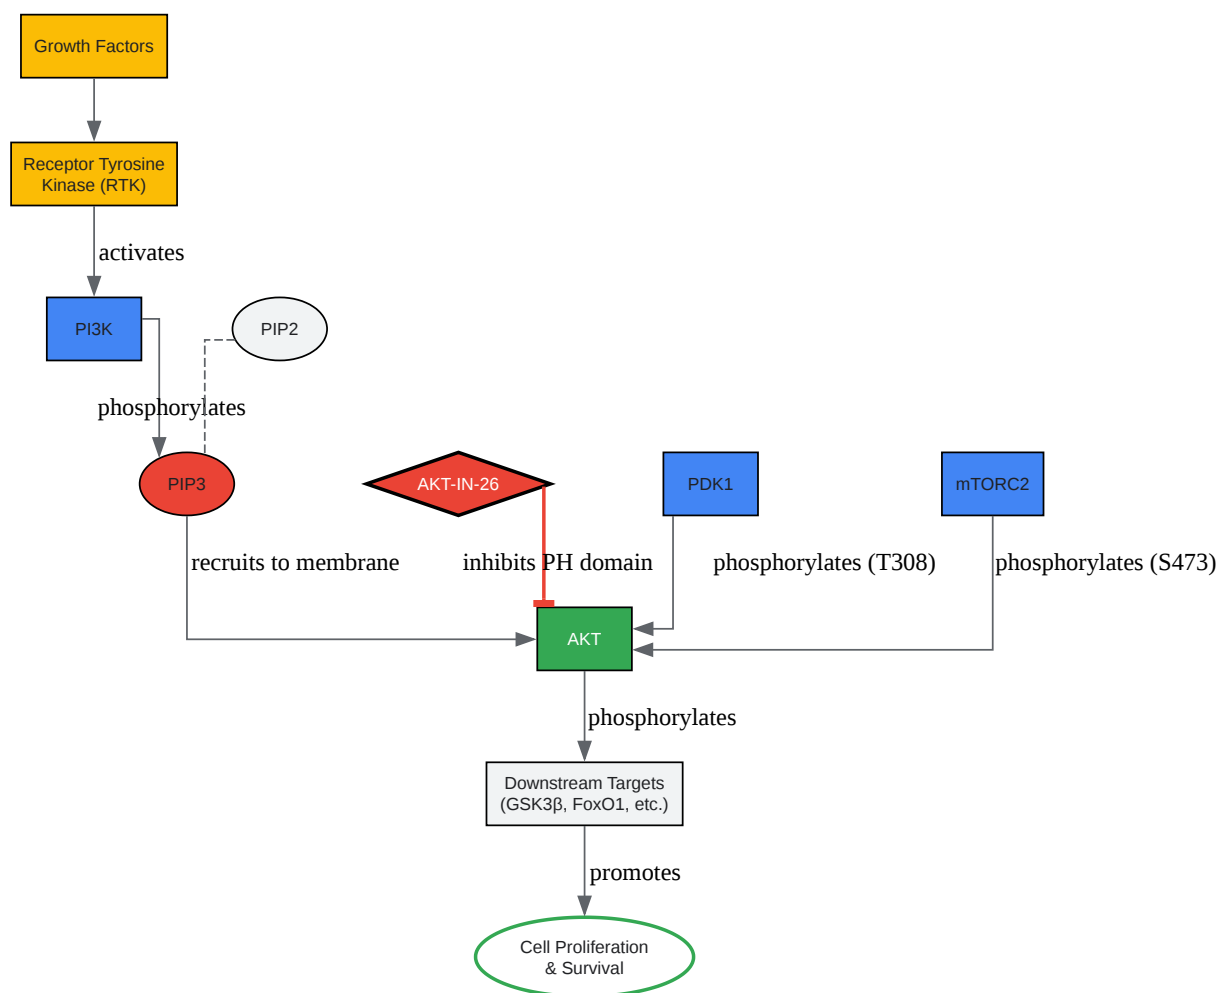 Growth Factors
Receptor Tyrosine
Kinase (RTK)
activates
PI3K
PIP2
phosphorylates
PIP3
AKT-IN-26
PDK1
mTORC2
recruits to membrane
inhibits PH domain
phosphorylates (T308)
phosphorylates (S473)
AKT
phosphorylates
Downstream Targets
(GSK3β, FoxO1, etc.)
promotes
Cell Proliferation
& Survival